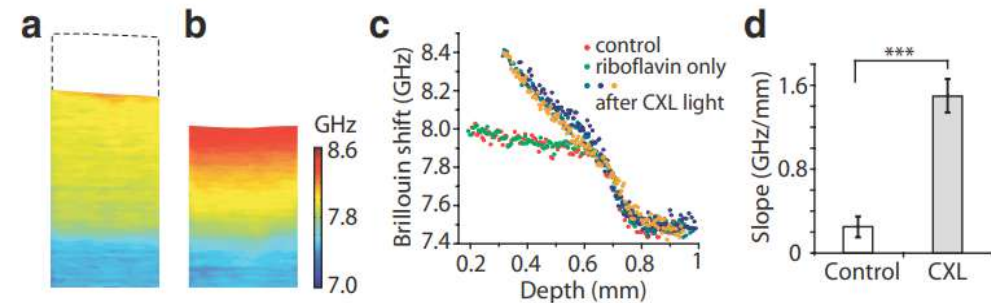 a
b
GHz
8.6
7.8
7.0
c
Brillouin shift (GHz)
8.4
8.2
8.0
7.8
7.6
7.4
0.2
0.4
0.6
0.8
1
Depth (mm)
control
riboflavin only
after CXL light
d
***
Slope (GHz/mm)
1.6
0.8
0
Control
CXL